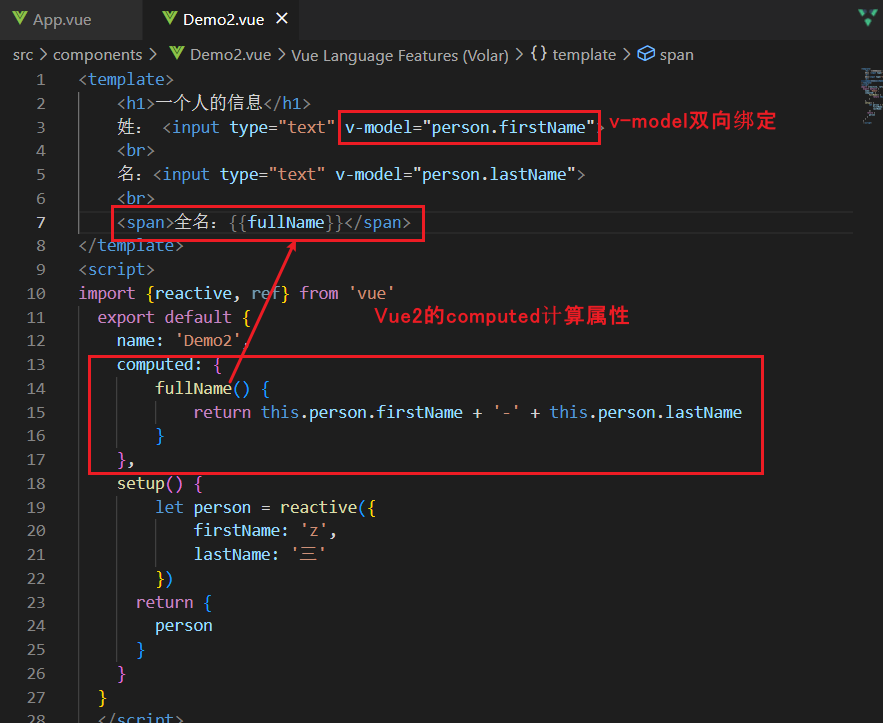 App.vue Demo2.vue ×
src > components > Demo2.vue > Vue Language Features (Volar) > {} template > span
1 <template>
2 <h1>一个人的信息</h1>
3 姓： <input type="text" v-model="person.firstName"> v-model双向绑定
4 <br>
5 名：<input type="text" v-model="person.lastName">
6 <br>
7 <span>全名：{{fullName}}</span>
8 </template>
9 <script>
10 import {reactive, ref} from 'vue'
11 export default { Vue2的computed计算属性
12 name: 'Demo2',
13 computed: {
14 fullName() {
15 return this.person.firstName + '-' + this.person.lastName
16 }
17 },
18 setup() {
19 let person = reactive({
20 firstName: 'z',
21 lastName: '三'
22 })
23 return {
24 person
25 }
26 }
27 }
28 </script>